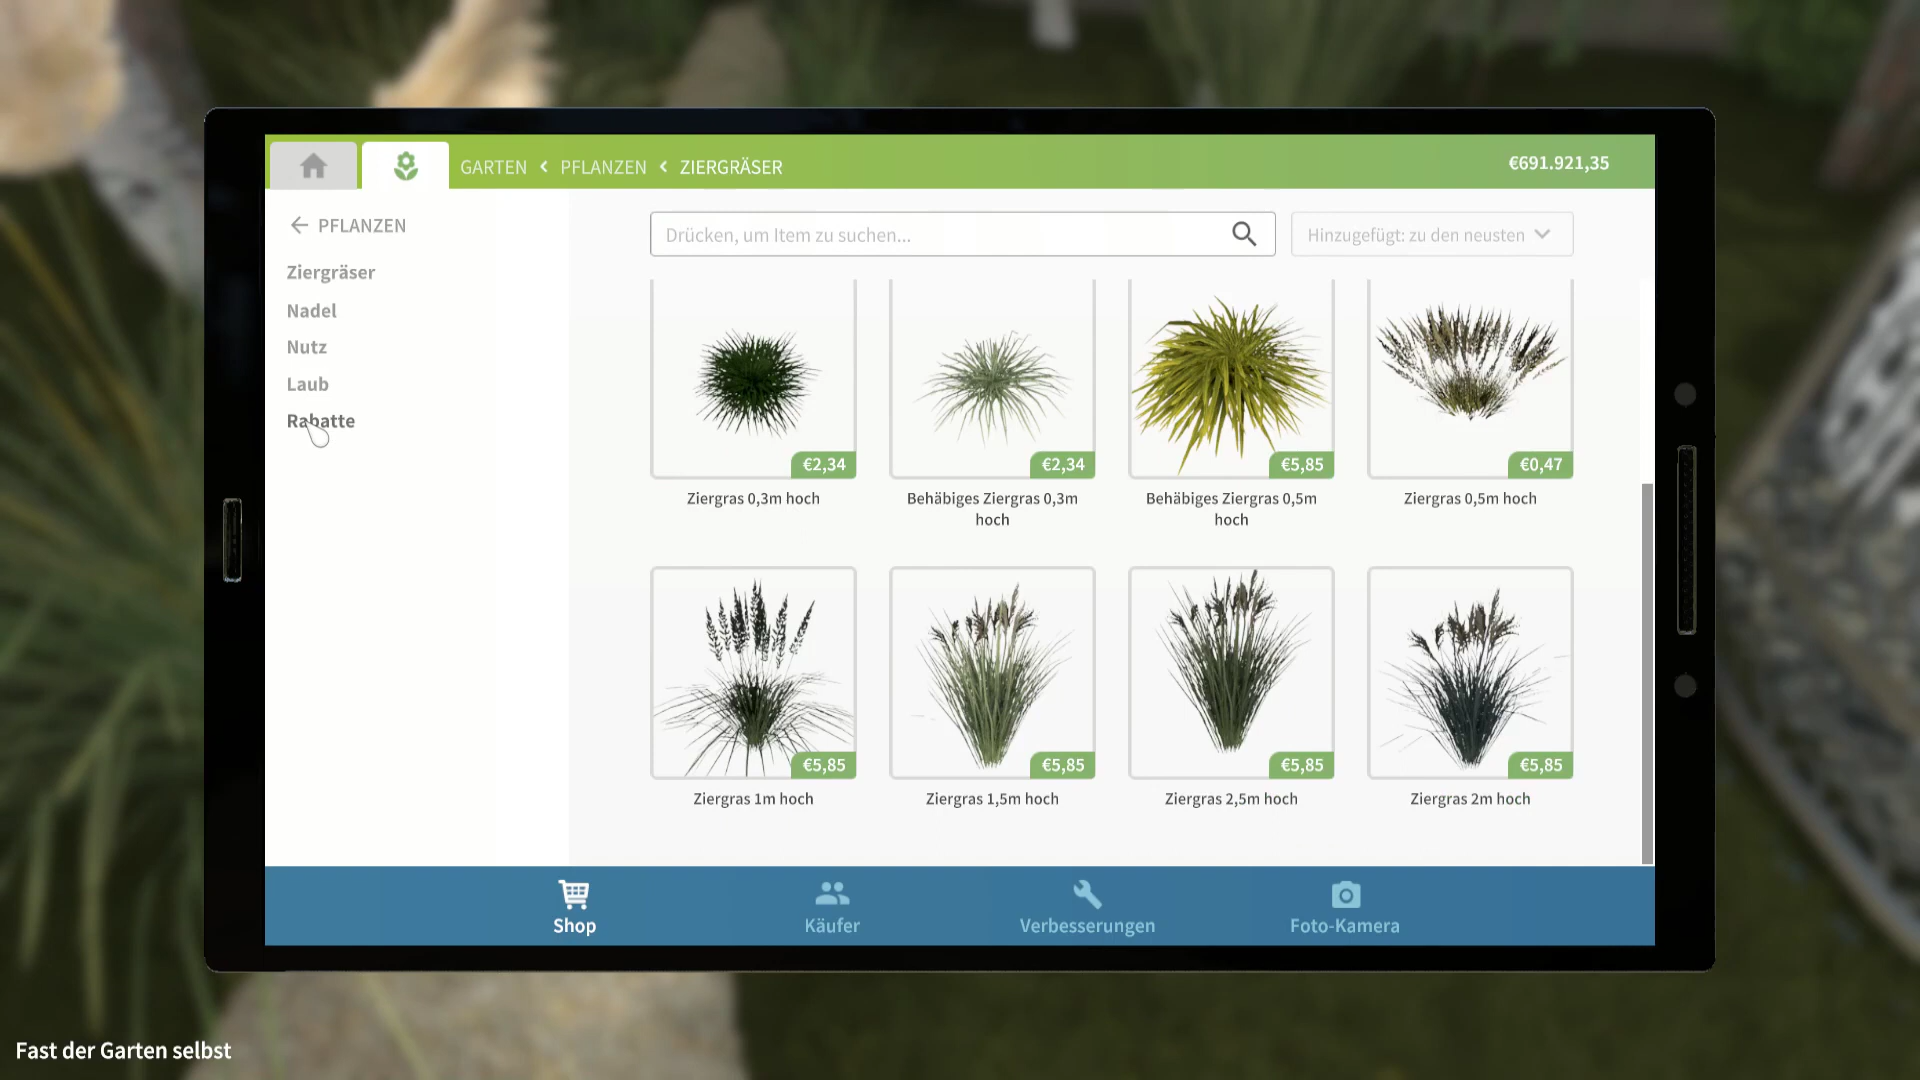 GARTEN < PFLANZEN < ZIERGRÄSER
€691.921,35
PFLANZEN
Ziergräser
Nadel
Nutz
Laub
Rabatte
Drücken, um Item zu suchen...
Hinzugefügt: zu den neusten
€2,34
€2,34
€5,85
€0,47
Ziergras 0,3m hoch
Behäbiges Ziergras 0,3m
hoch
Behäbiges Ziergras 0,5m
hoch
Ziergras 0,5m hoch
€5,85
€5,85
€5,85
€5,85
Ziergras 1m hoch
Ziergras 1,5m hoch
Ziergras 2,5m hoch
Ziergras 2m hoch
Shop
Käufer
Verbesserungen
Foto-Kamera
Fast der Garten selbst